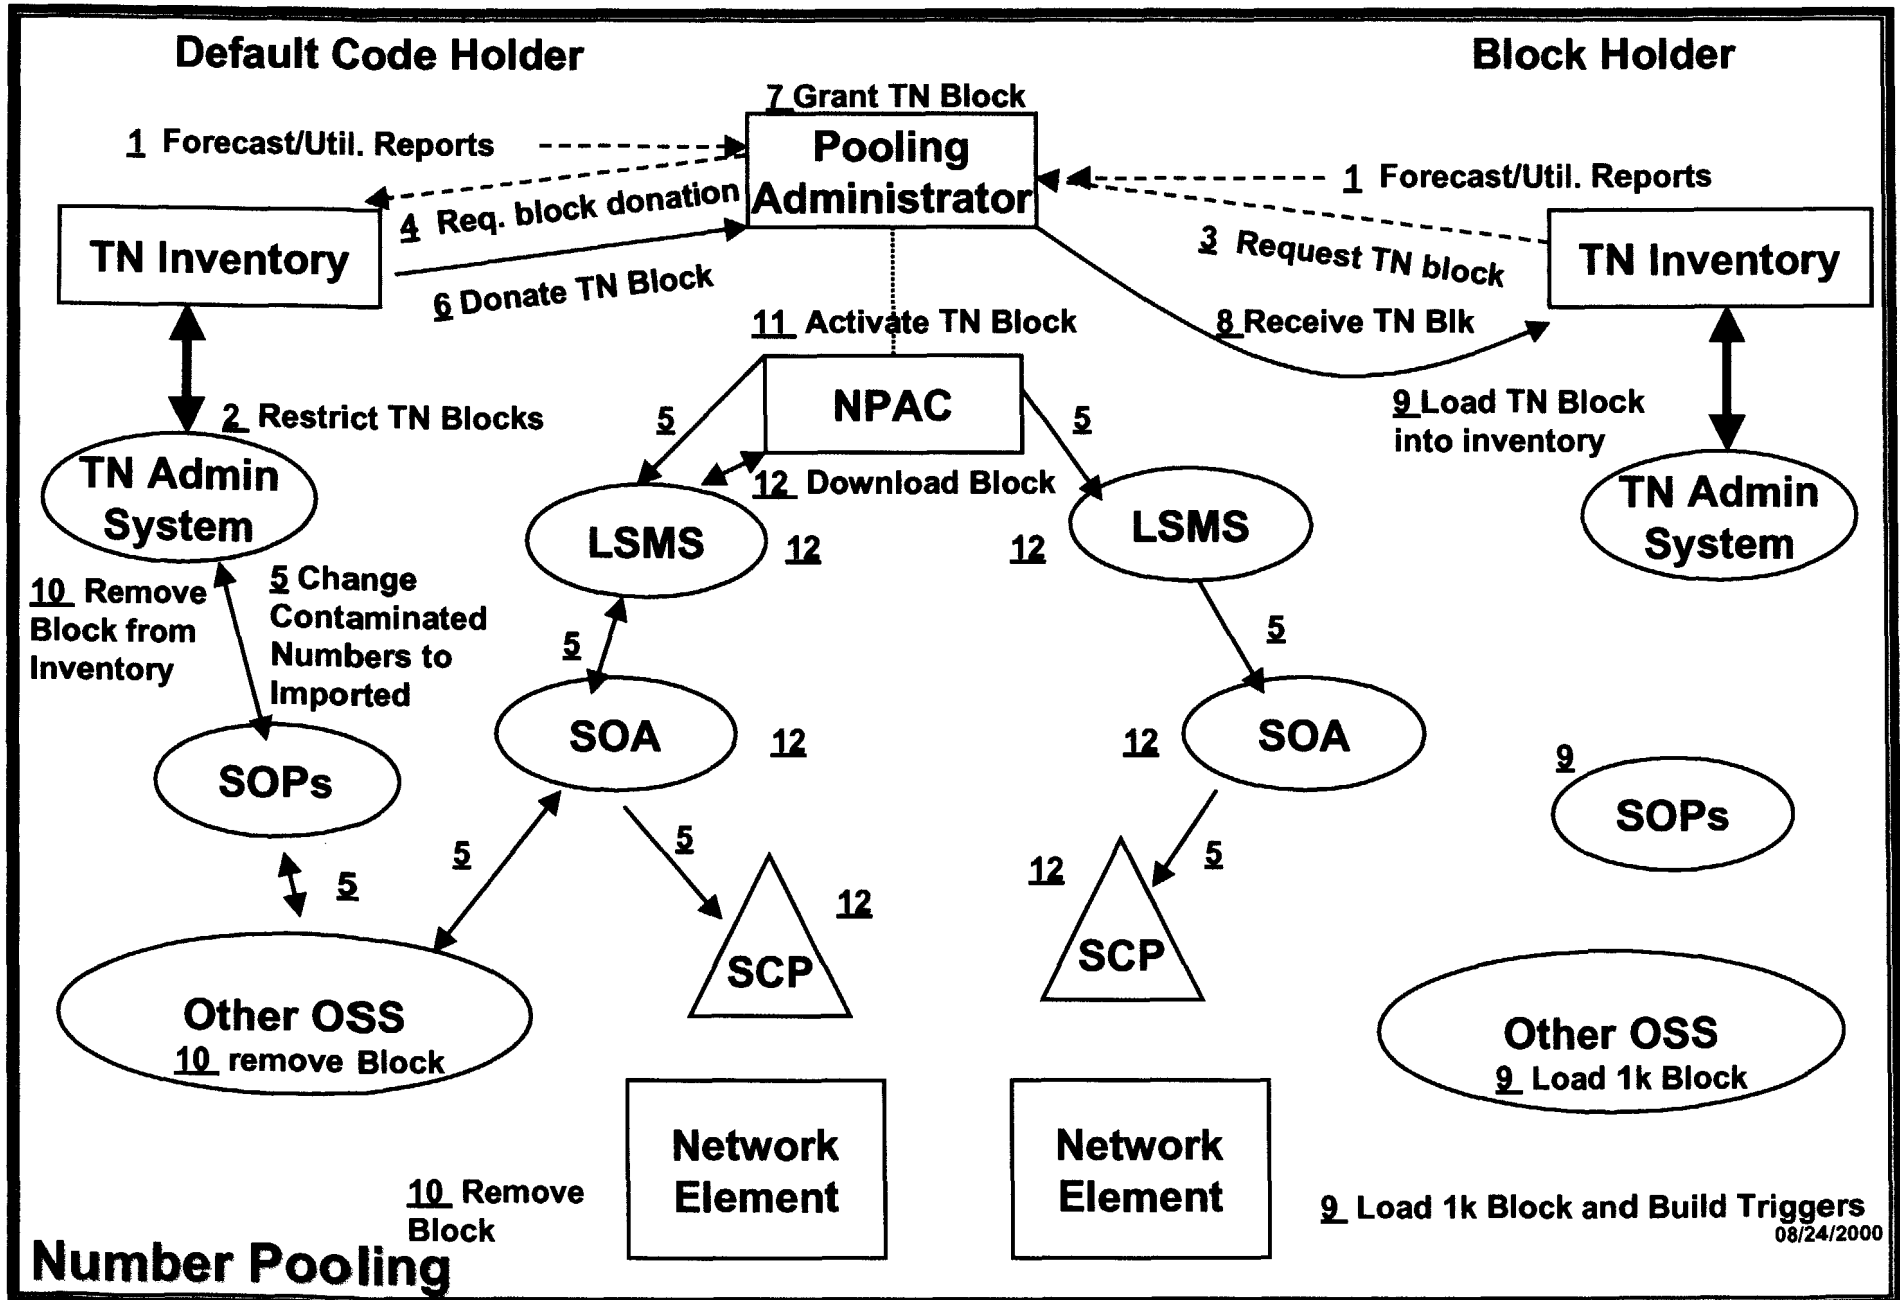 Default Code Holder
Block Holder
7 Grant TN Block
1 Forecast/Util. Reports
Pooling
Administrator
1 Forecast/Util. Reports
4 Req. block donation
3 Request TN block
TN Inventory
TN Inventory
6 Donate TN Block
11 Activate TN Block
8 Receive TN Blk
NPAC
9 Load TN Block
into inventory
2 Restrict TN Blocks
5
5
TN Admin
System
12 Download Block
TN Admin
System
LSMS
12
12
LSMS
10 Remove
Block from
Inventory
5 Change
Contaminated
Numbers to
Imported
5
5
SOA
12
12
SOA
9
SOPs
SOPs
5
5
5
5
12
12
SCP
SCP
Other OSS
10 remove Block
Other OSS
9 Load 1k Block
Network
Element
Network
Element
10 Remove
Block
9 Load 1k Block and Build Triggers
08/24/2000
Number Pooling